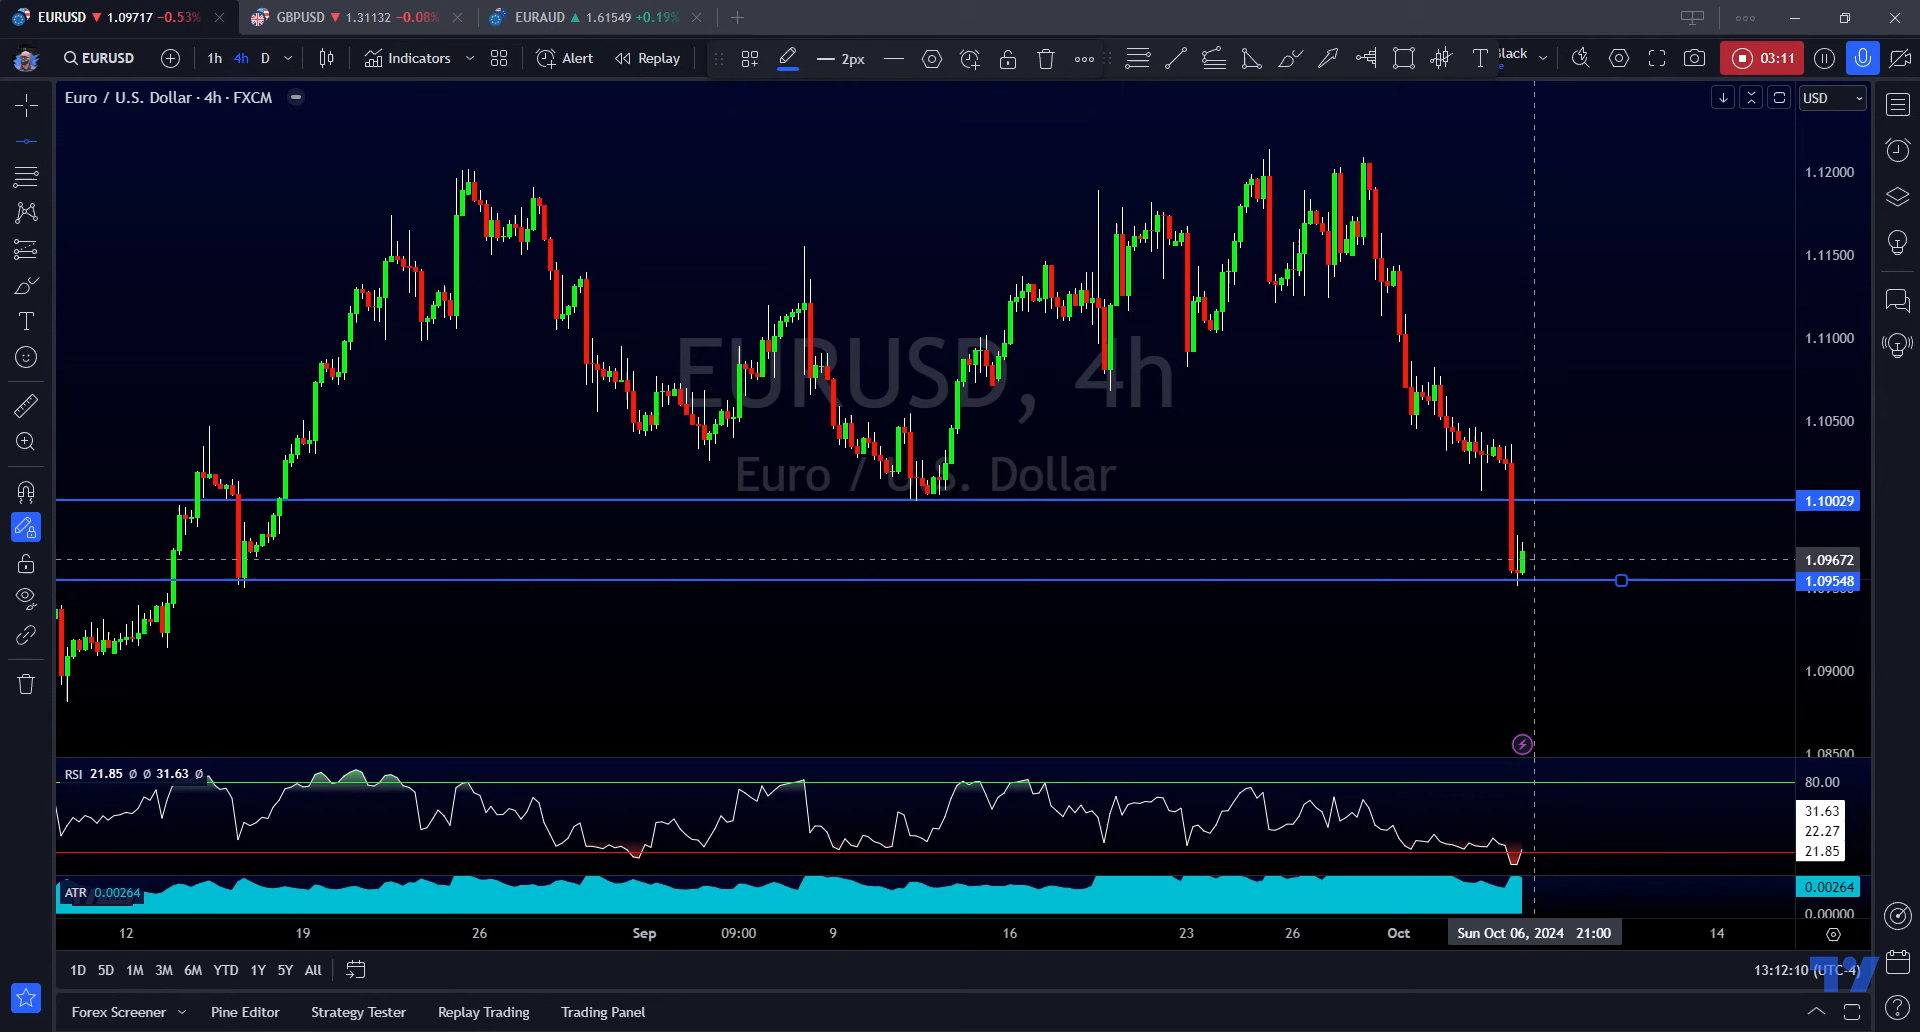 EURUSD 1.09717 −0.53%
GBPUSD 1.31132 −0.08%
EURAUD 1.61549 +0.19%
EURUSD 1h 4h D Indicators Alert Replay 2px 03:11
Euro / U.S. Dollar · 4h · FXCM
USD
1.12000
1.11500
1.11000
1.10500
1.10029
1.09672
1.09548
1.09000
1.08500
EURUSD, 4h
Euro / U.S. Dollar
RSI 21.85 Ø Ø 31.63 Ø
80.00
31.63
22.27
21.85
ATR 0.00264
0.00264
0.00000
12 19 26 Sep 09:00 9 16 23 26 Oct Sun Oct 06, 2024 21:00 14
1D 5D 1M 3M 6M YTD 1Y 5Y All
13:12:10 (UTC-4)
Forex Screener Pine Editor Strategy Tester Replay Trading Trading Panel